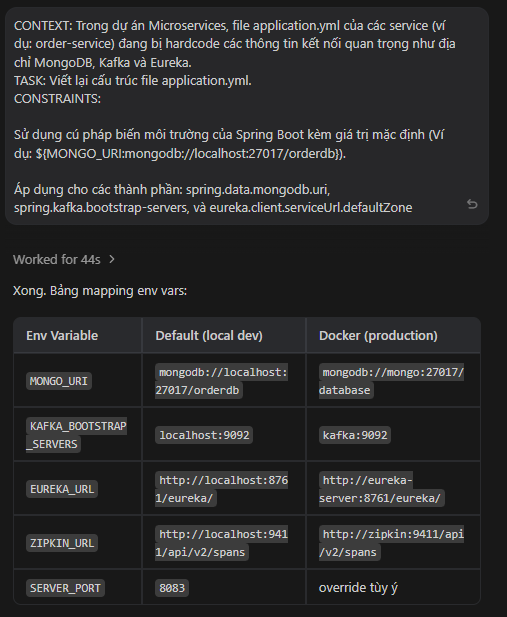 CONTEXT: Trong dự án Microservices, file application.yml của các service (ví
dụ: order-service) đang bị hardcode các thông tin kết nối quan trọng như địa
chỉ MongoDB, Kafka và Eureka.
TASK: Viết lại cấu trúc file application.yml.
CONSTRAINTS:
Sử dụng cú pháp biến môi trường của Spring Boot kèm giá trị mặc định (Ví
dụ: ${MONGO_URI:mongodb://localhost:27017/orderdb}).
Áp dụng cho các thành phần: spring.data.mongodb.uri,
spring.kafka.bootstrap-servers, và eureka.client.serviceUrl.defaultZone
Worked for 44s >
Xong. Bảng mapping env vars:
Env Variable Default (local dev) Docker (production)
MONGO_URI mongodb://localhost: mongodb://mongo:27017/
27017/orderdb database
KAFKA_BOOTSTRAP localhost:9092 kafka:9092
_SERVERS
EUREKA_URL http://localhost:876 http://eureka-
1/eureka/ server:8761/eureka/
ZIPKIN_URL http://localhost:941 http://zipkin:9411/api
1/api/v2/spans /v2/spans
SERVER_PORT 8083 override tùy ý